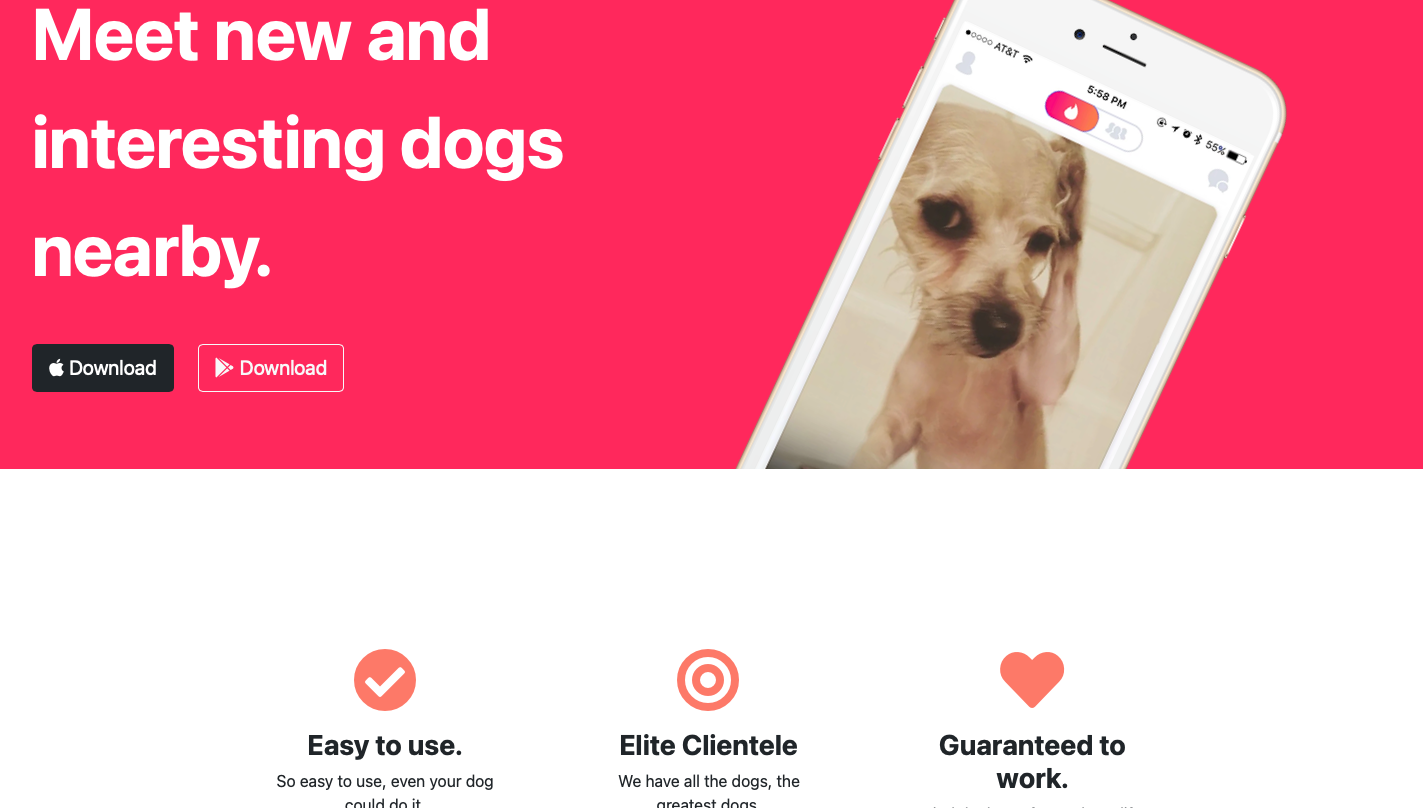 Meet new and
interesting dogs
nearby.
Download
Download
AT&T
5:58 PM
55%
Easy to use.
So easy to use, even your dog
could do it.
Elite Clientele
We have all the dogs, the
greatest dogs.
Guaranteed to
work.